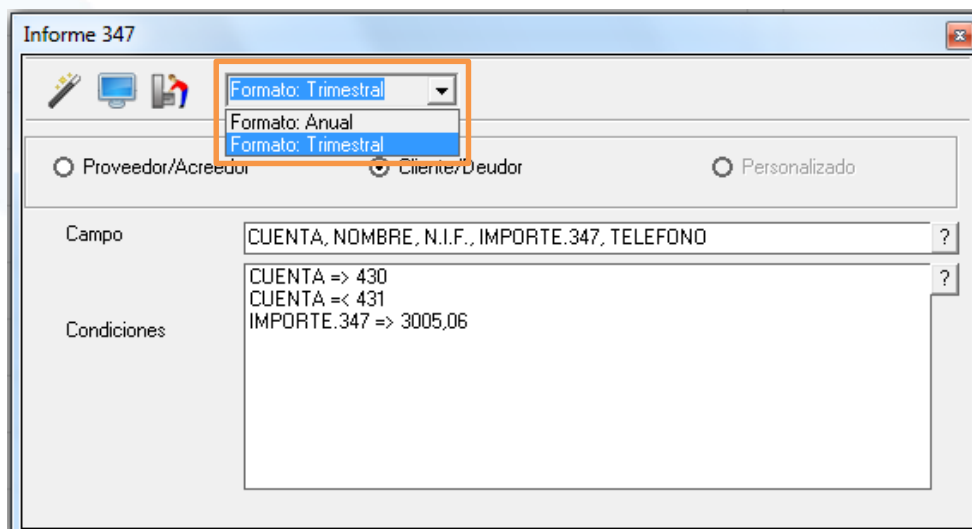 Informe 347
Formato: Trimestral
Formato: Anual
Formato: Trimestral
Proveedor/Acreedor
Cliente/Deudor
Personalizado
Campo
CUENTA, NOMBRE, N.I.F., IMPORTE.347, TELEFONO
?
Condiciones
CUENTA => 430
CUENTA =< 431
IMPORTE.347 => 3005,06
?